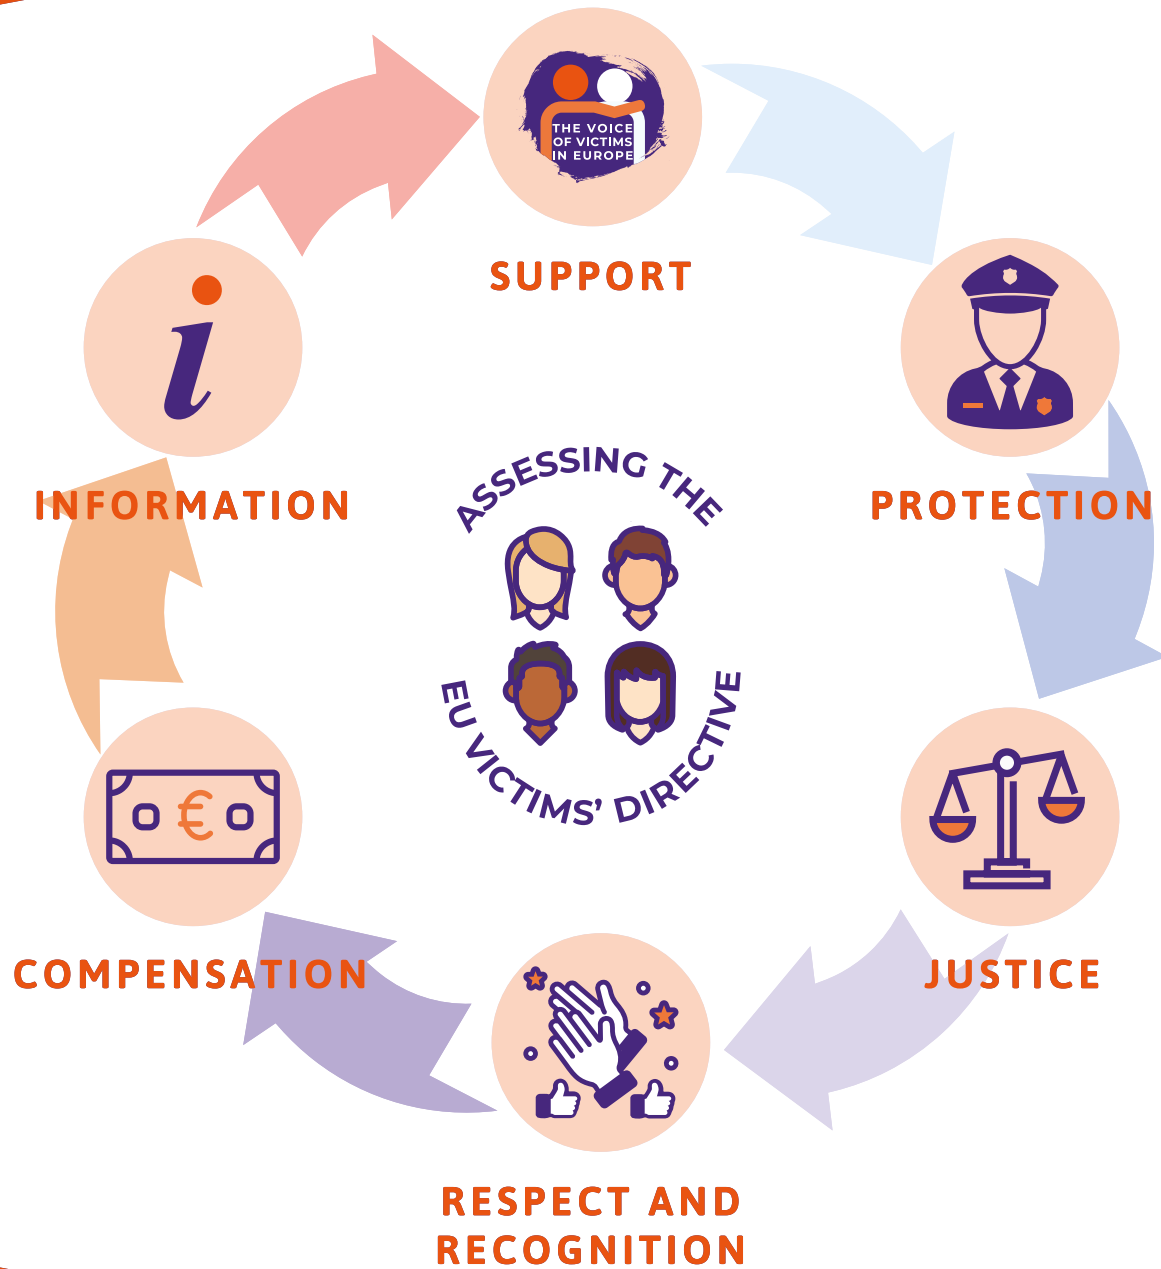 THE VOICE
OF VICTIMS
IN EUROPE
SUPPORT
INFORMATION
PROTECTION
ASSESSING THE
EU VICTIMS’ DIRECTIVE
€
COMPENSATION
JUSTICE
RESPECT AND
RECOGNITION